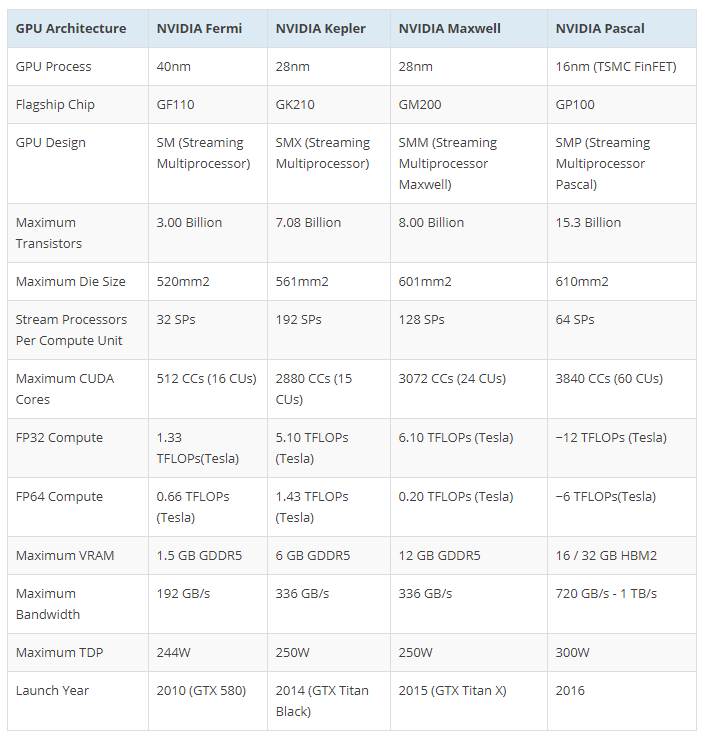 GPU Architecture NVIDIA Fermi NVIDIA Kepler NVIDIA Maxwell NVIDIA Pascal
GPU Process 40nm 28nm 28nm 16nm (TSMC FinFET)
Flagship Chip GF110 GK210 GM200 GP100
GPU Design SM (Streaming SMX (Streaming SMM (Streaming SMP (Streaming
Multiprocessor) Multiprocessor) Multiprocessor Multiprocessor
Maxwell) Pascal)
Maximum 3.00 Billion 7.08 Billion 8.00 Billion 15.3 Billion
Transistors
Maximum Die Size 520mm2 561mm2 601mm2 610mm2
Stream Processors 32 SPs 192 SPs 128 SPs 64 SPs
Per Compute Unit
Maximum CUDA 512 CCs (16 CUs) 2880 CCs (15 3072 CCs (24 CUs) 3840 CCs (60 CUs)
Cores CUs)
FP32 Compute 1.33 5.10 TFLOPs 6.10 TFLOPs (Tesla) ~12 TFLOPs (Tesla)
TFLOPs(Tesla) (Tesla)
FP64 Compute 0.66 TFLOPs 1.43 TFLOPs 0.20 TFLOPs (Tesla) ~6 TFLOPs(Tesla)
(Tesla) (Tesla)
Maximum VRAM 1.5 GB GDDR5 6 GB GDDR5 12 GB GDDR5 16 / 32 GB HBM2
Maximum 192 GB/s 336 GB/s 336 GB/s 720 GB/s - 1 TB/s
Bandwidth
Maximum TDP 244W 250W 250W 300W
Launch Year 2010 (GTX 580) 2014 (GTX Titan 2015 (GTX Titan X) 2016
Black)